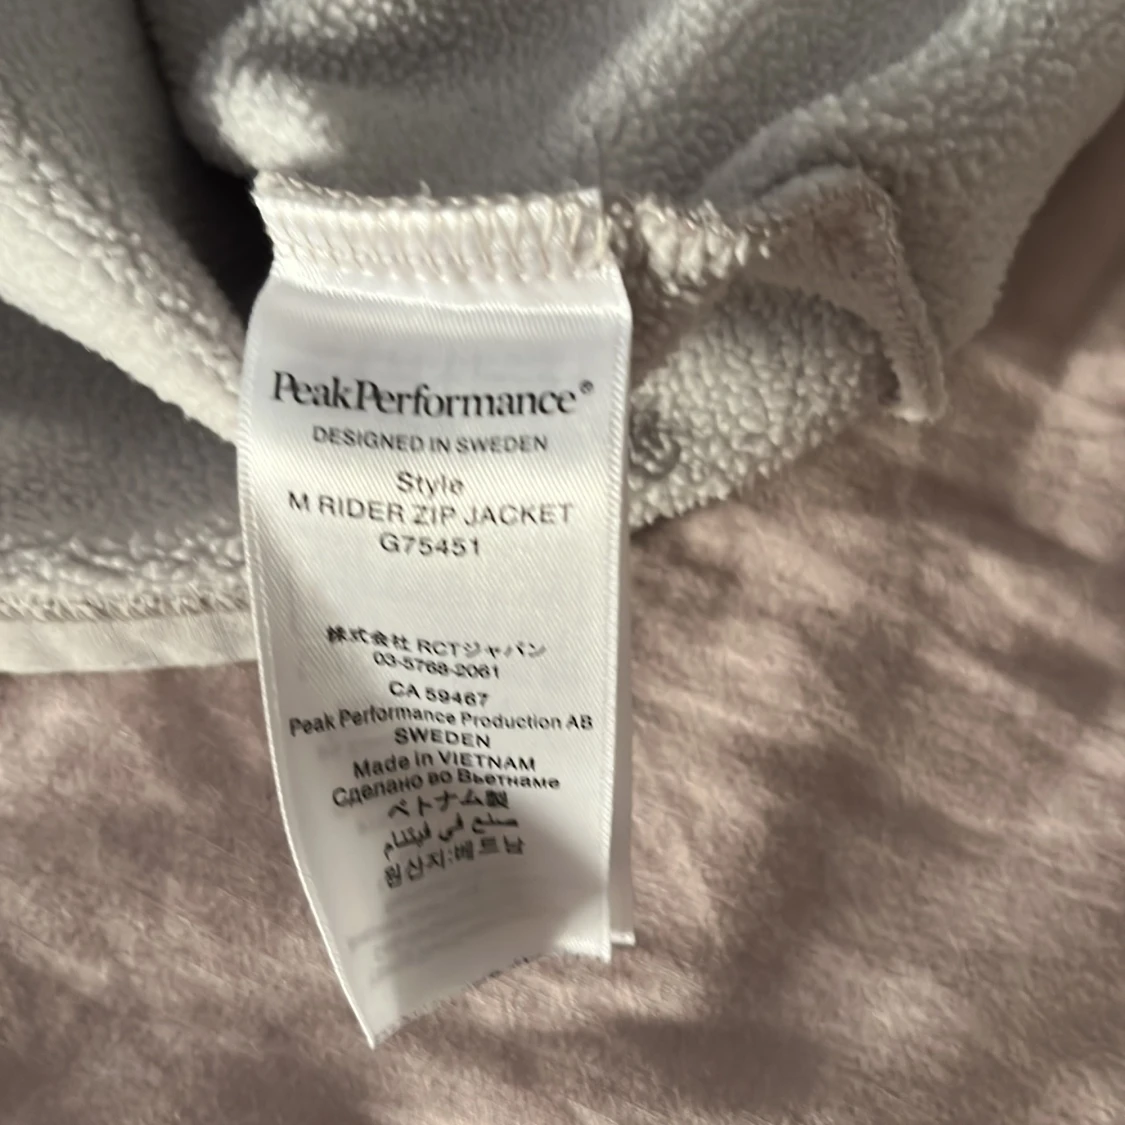 PeakPerformance®
DESIGNED IN SWEDEN
Style
M RIDER ZIP JACKET
G75451
株式会社 RCTジャパン
03-5768-2061
CA 59467
Peak Performance Production AB
SWEDEN
Made in VIETNAM
Сделано во Вьетнаме
ベトナム製
صنع في فيتنام
원산지:베트남